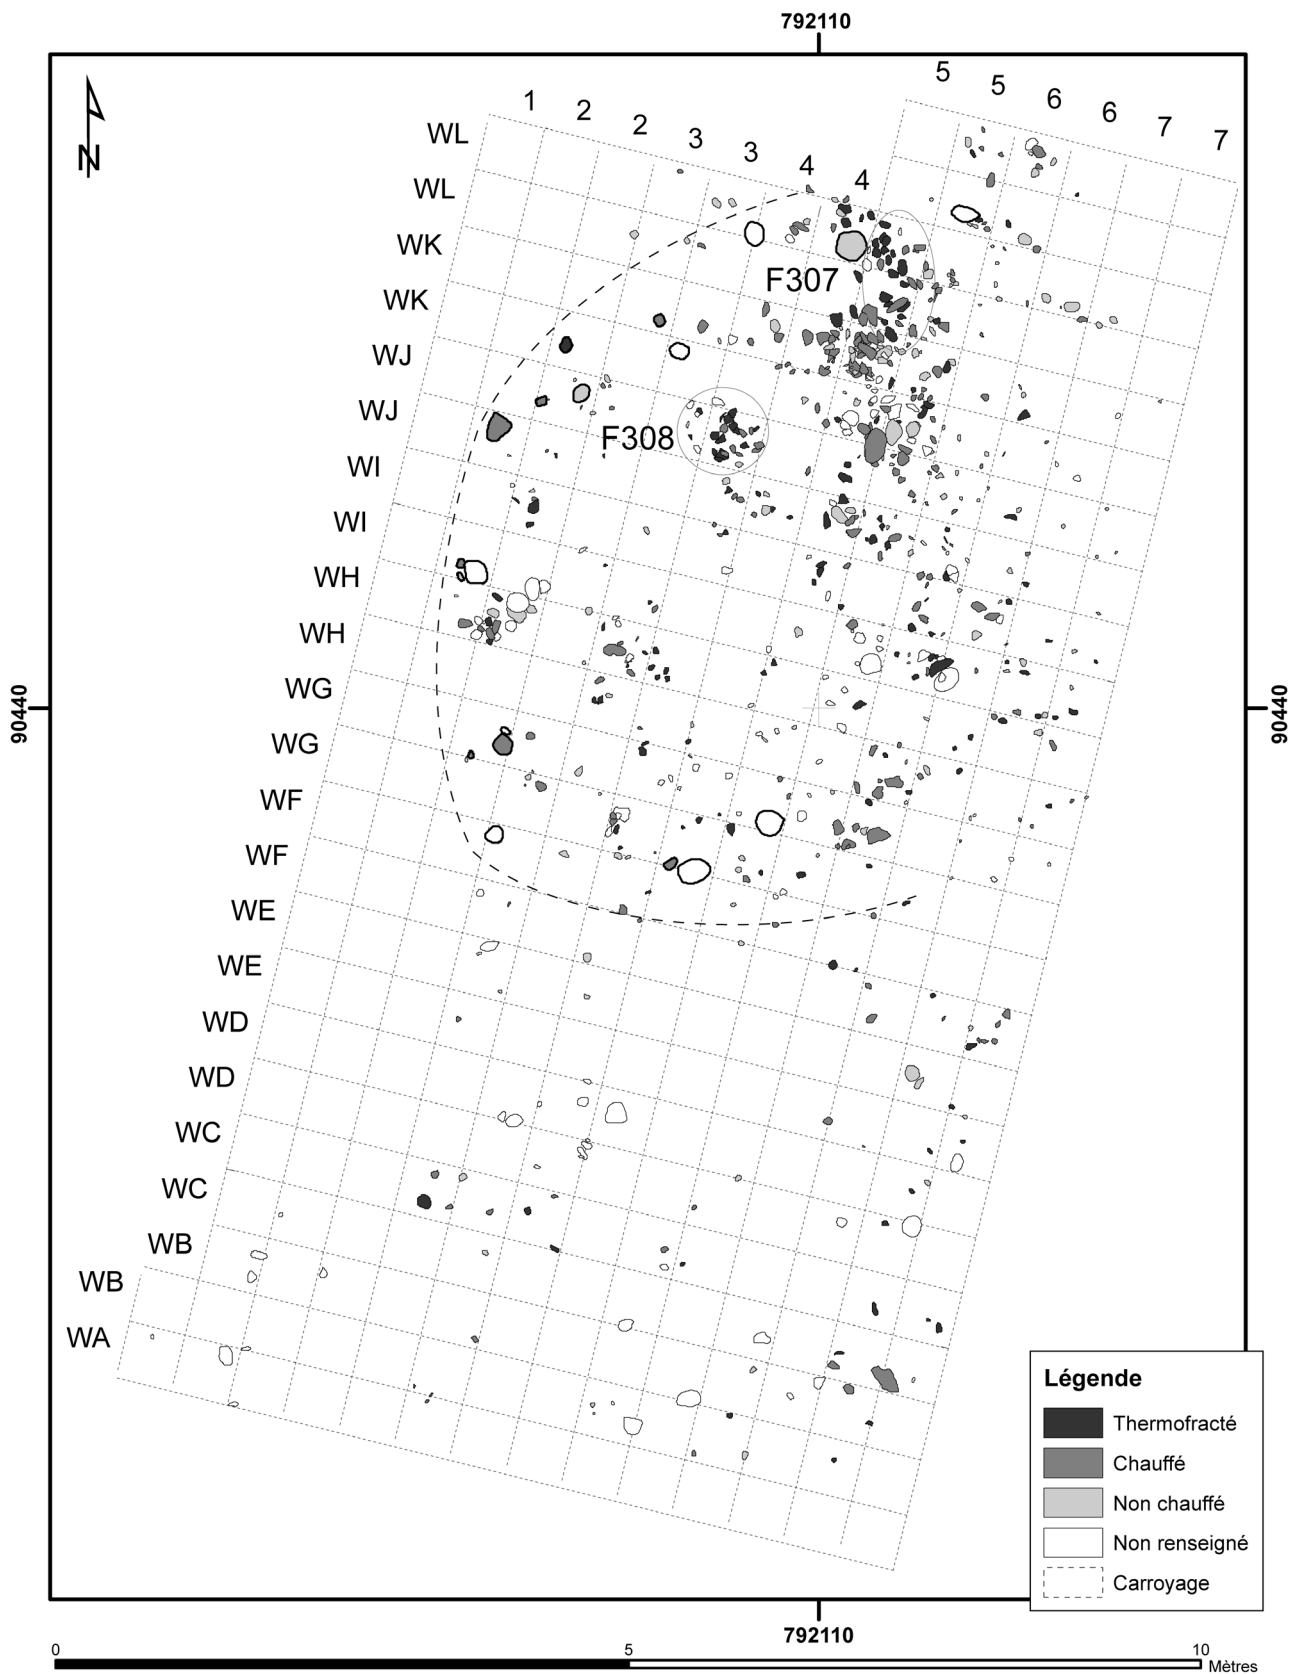 792110
5
5
6
6
7
7
1
2
2
3
3
4
4
WL
WL
WK
WK
WJ
WJ
WI
WI
WH
WH
WG
WG
WF
WF
WE
WE
WD
WD
WC
WC
WB
WB
WA
N
F307
F308
90440
90440
Légende
Thermofracté
Chauffé
Non chauffé
Non renseigné
Carroyage
792110
0
5
10
Mètres